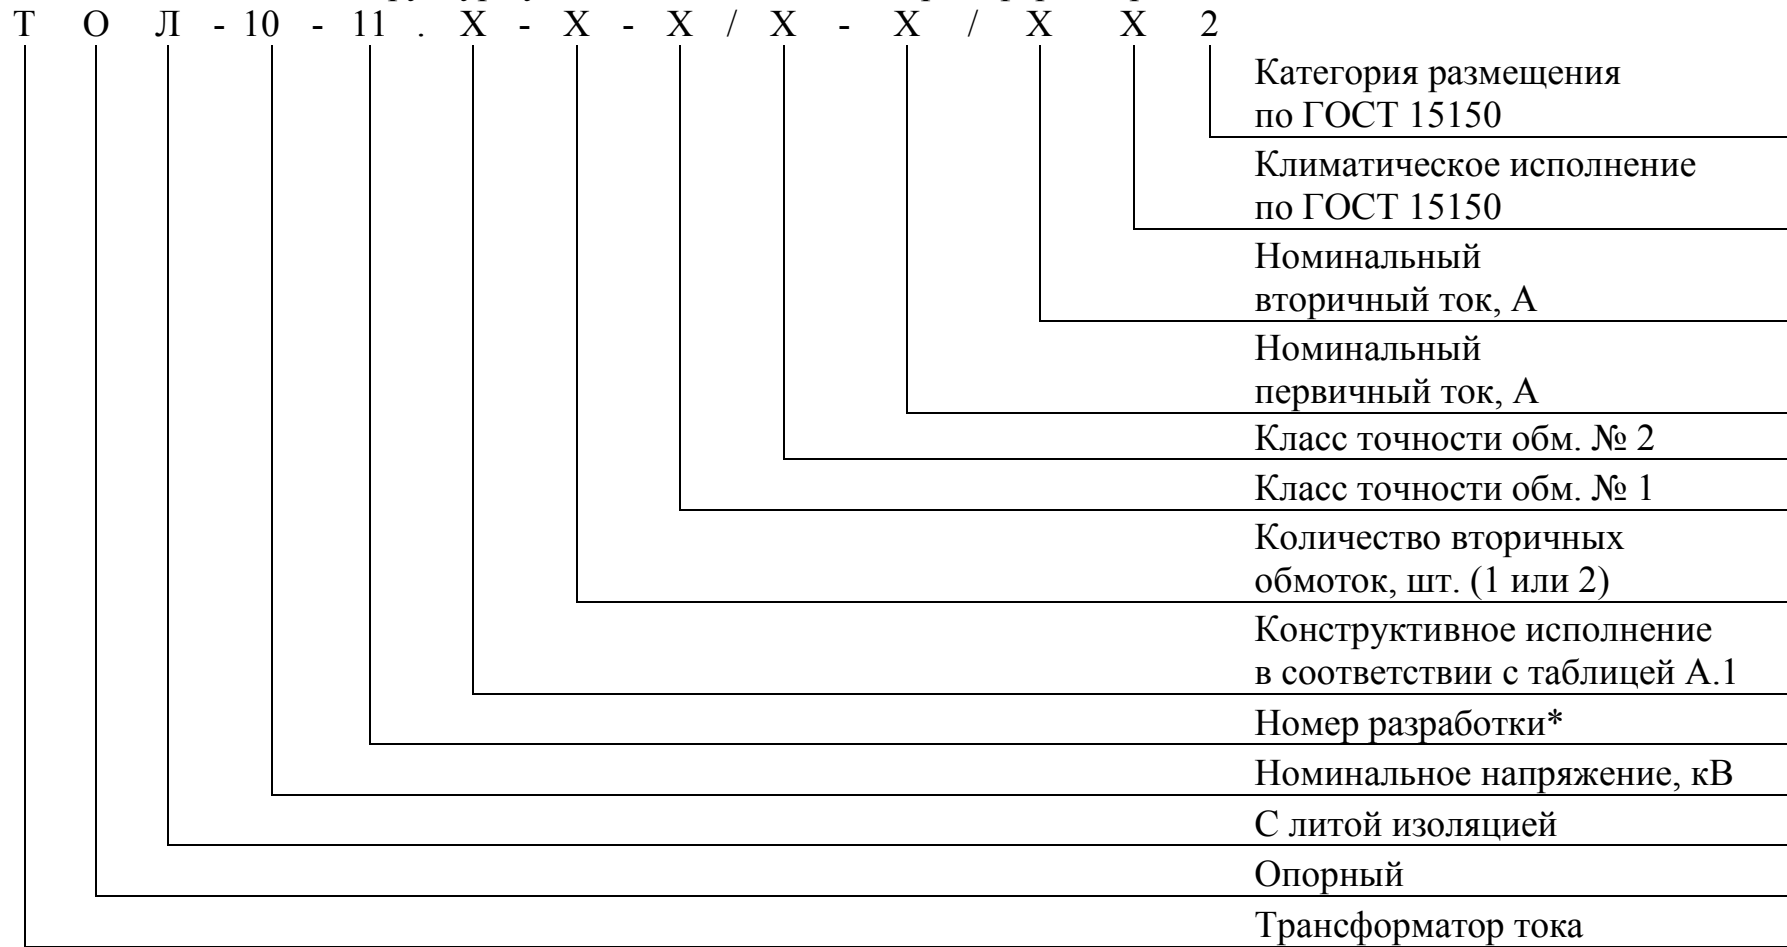 Т О Л - 10 - 11 . Х - Х - Х / Х - Х / Х Х 2
Категория размещения
по ГОСТ 15150
Климатическое исполнение
по ГОСТ 15150
Номинальный
вторичный ток, А
Номинальный
первичный ток, А
Класс точности обм. № 2
Класс точности обм. № 1
Количество вторичных
обмоток, шт. (1 или 2)
Конструктивное исполнение
в соответствии с таблицей А.1
Номер разработки*
Номинальное напряжение, кВ
С литой изоляцией
Опорный
Трансформатор тока